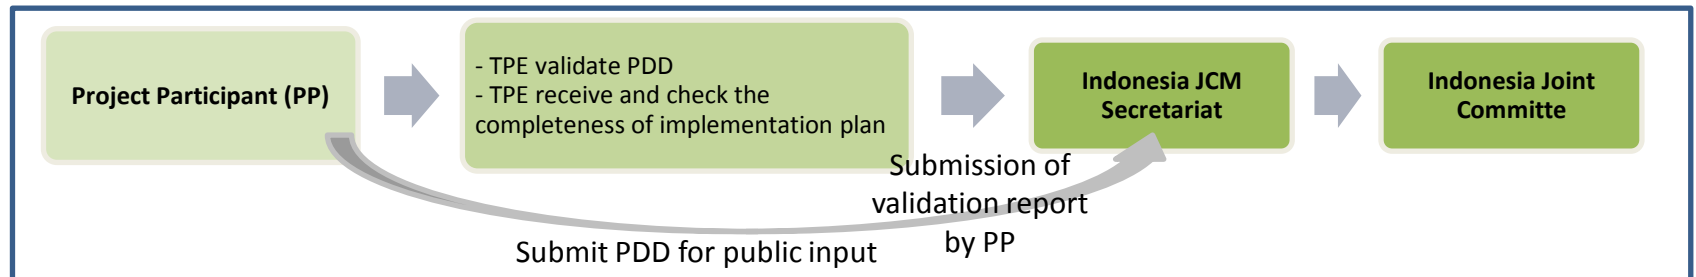 Project Participant (PP)
- TPE validate PDD
- TPE receive and check the
completeness of implementation plan
Indonesia JCM
Secretariat
Indonesia Joint
Committe
Submission of
validation report
by PP
Submit PDD for public input